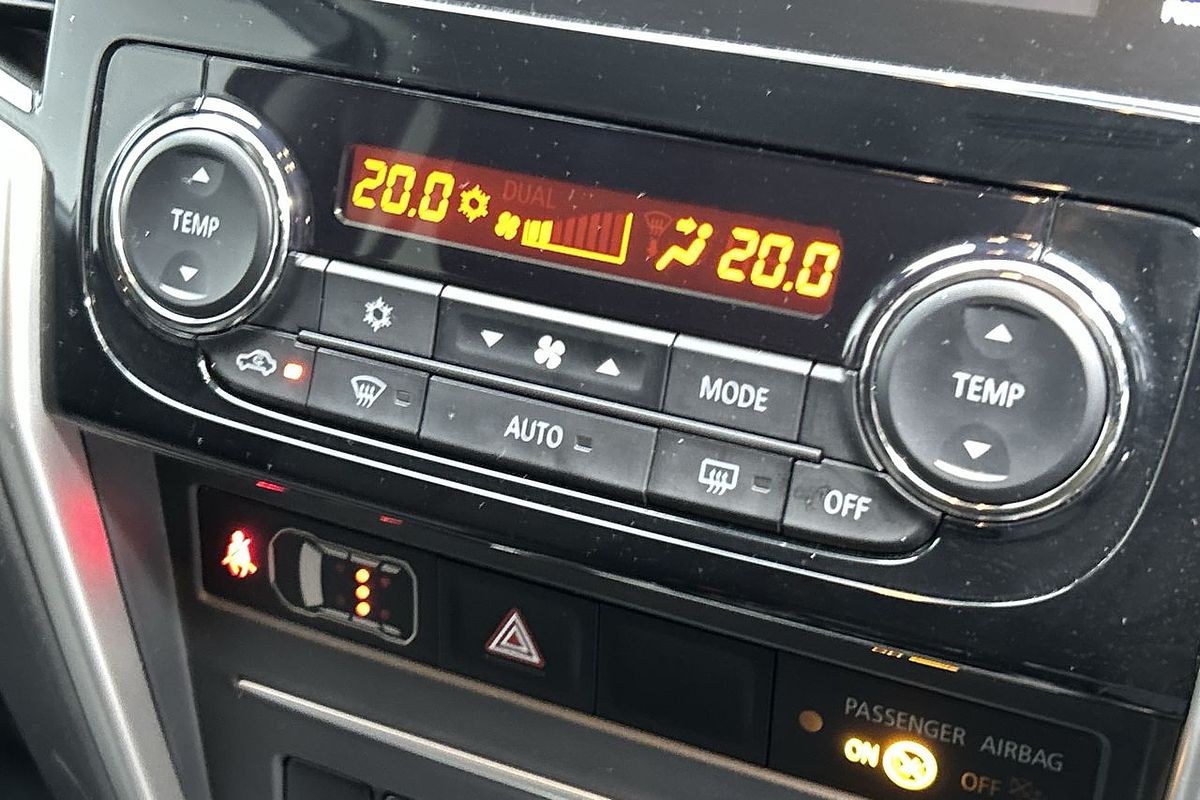 20.0 DUAL 20.0
TEMP
MODE
TEMP
AUTO
OFF
PASSENGER AIRBAG
ON OFF